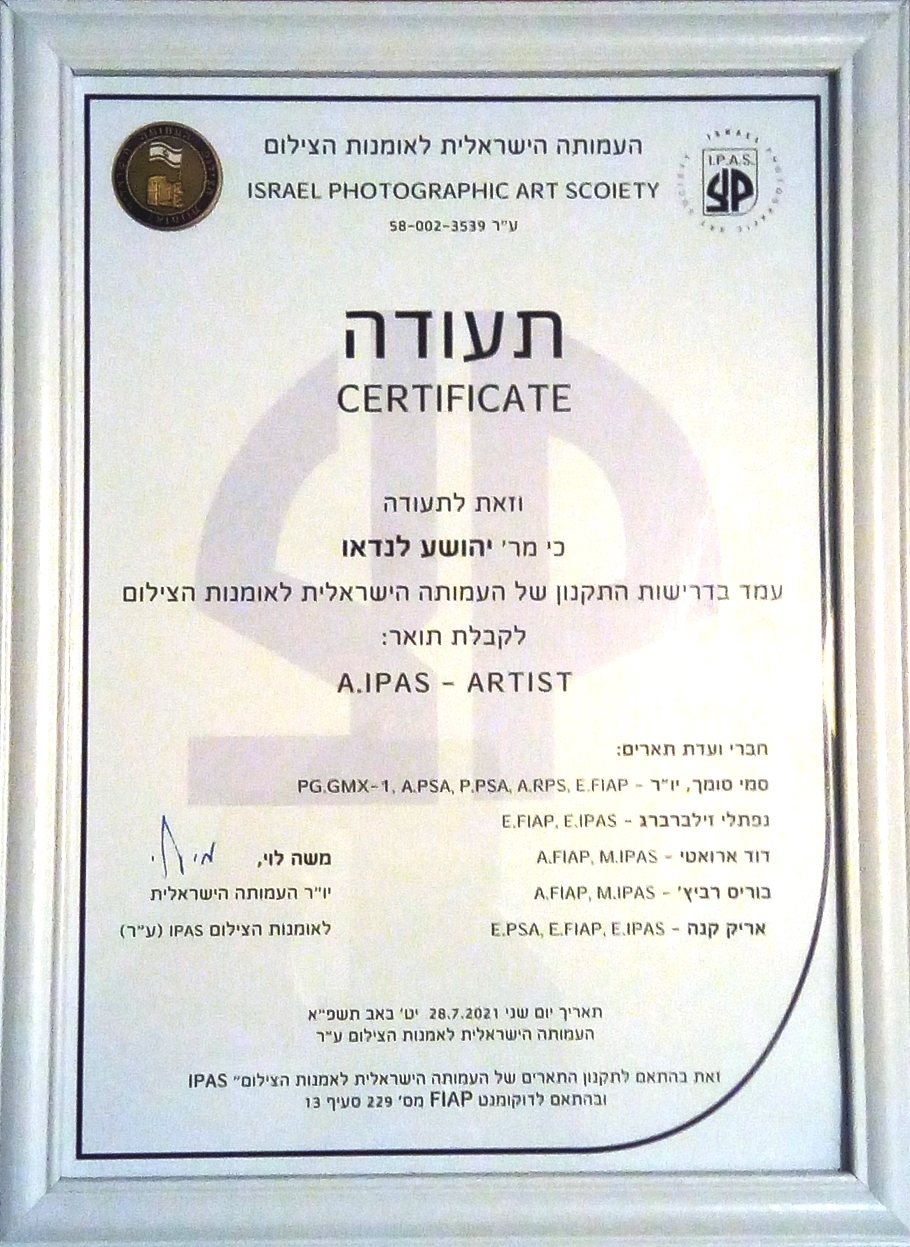 העמותה הישראלית לאומנות הצילום
ISRAEL PHOTOGRAPHIC ART SCOIETY
ע"ר 58-002-3539
ISRAEL PHOTOGRAFIC ART SOCIETY
I.P.A.S.
תעודה
CERTIFICATE
וזאת לתעודה
כי מר' יהושע לנדאו
עמד בדרישות התקנון של העמותה הישראלית לאומנות הצילום
לקבלת תואר:
A.IPAS – ARTIST
חברי ועדת תארים:
סמי סומך, יו"ר – PG.GMX-1, A.PSA, P.PSA, A.RPS, E.FIAP
נפתלי זילברברג – E.FIAP, E.IPAS
דוד ארואטי – A.FIAP, M.IPAS
בוריס רביץ' – A.FIAP, M.IPAS
אריק קנה – E.PSA, E.FIAP, E.IPAS
משה לוי,
יו"ר העמותה הישראלית
לאומנות הצילום IPAS (ע"ר)
תאריך יום שני 28.7.2021 יט' באב תשפ"א
העמותה הישראלית לאמנות הצילום ע"ר
זאת בהתאם לתקנון התארים של העמותה הישראלית לאמנות הצילום" IPAS
ובהתאם לדוקומנט FIAP מס' 229 סעיף 13